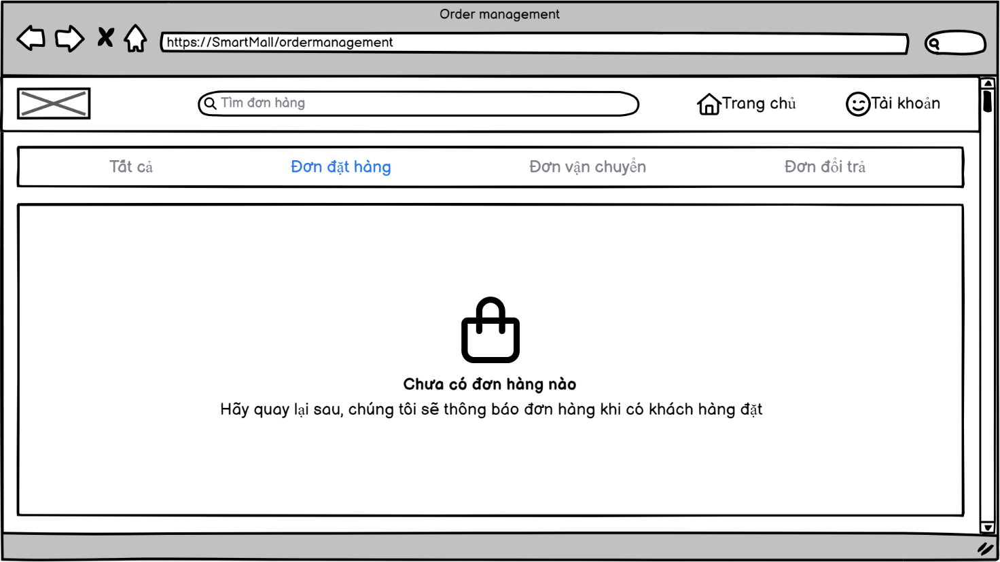 Order management
https://SmartMall/ordermanagement
Tìm đơn hàng
Trang chủ
Tài khoản
Tất cả
Đơn đặt hàng
Đơn vận chuyển
Đơn đổi trả
Chưa có đơn hàng nào
Hãy quay lại sau, chúng tôi sẽ thông báo đơn hàng khi có khách hàng đặt